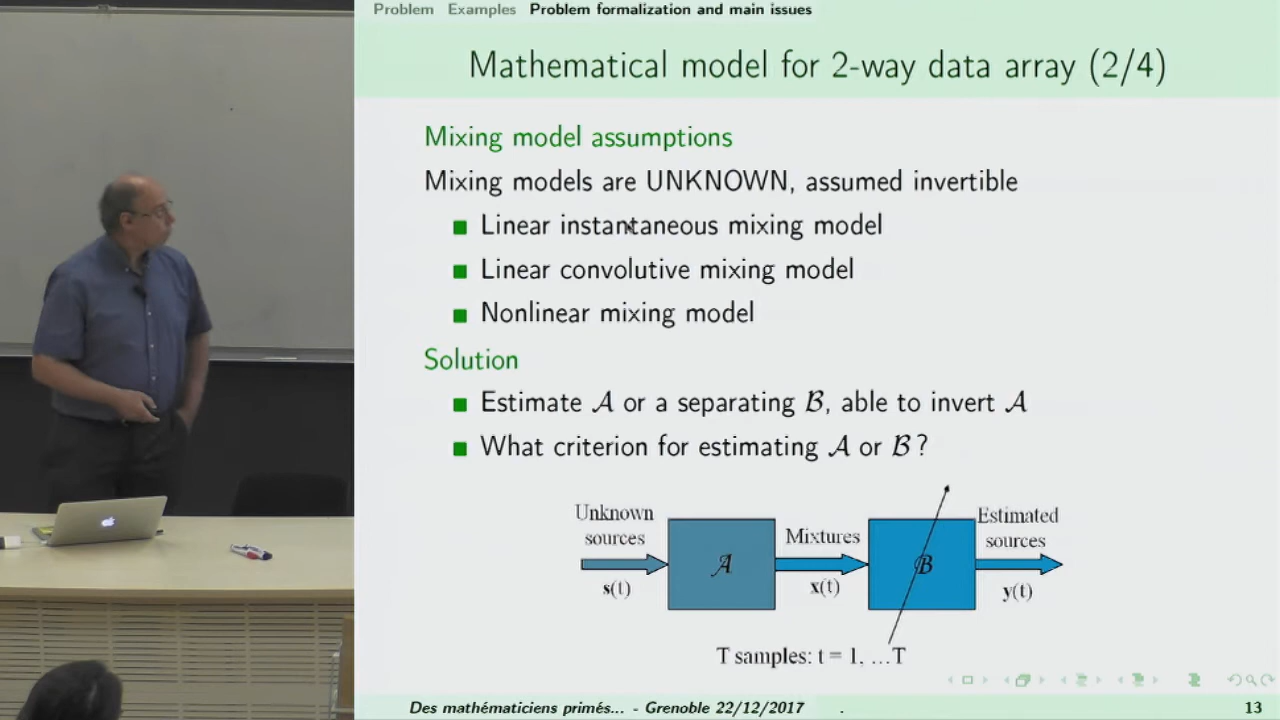 Problem Examples Problem formalization and main issues
Mathematical model for 2-way data array (2/4)
Mixing model assumptions
Mixing models are UNKNOWN, assumed invertible
Linear instantaneous mixing model
Linear convolutive mixing model
Nonlinear mixing model
Solution
Estimate 𝒜 or a separating ℬ, able to invert 𝒜
What criterion for estimating 𝒜 or ℬ?
Unknown
sources
s(t)
𝒜
Mixtures
x(t)
ℬ
Estimated
sources
y(t)
T samples: t = 1, ...T
Des mathématiciens primés... - Grenoble 22/12/2017 . 13